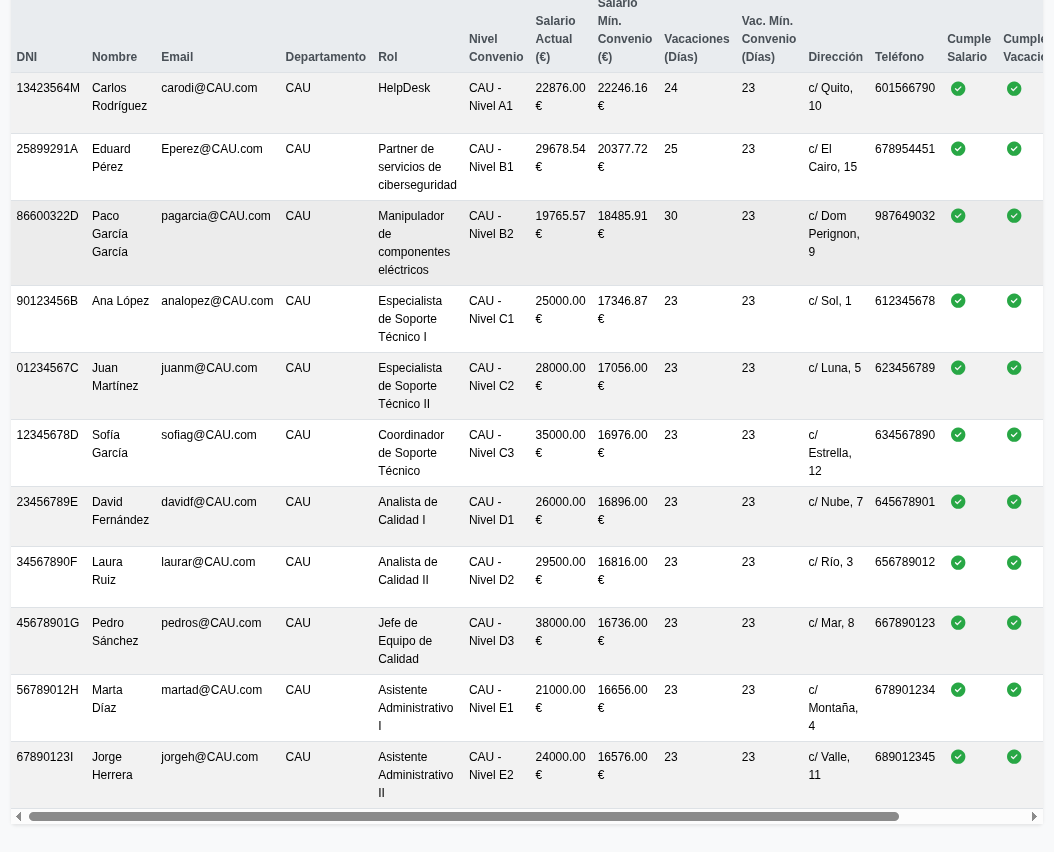 Salario
Salario Mín. Vac. Mín. 
Nivel Actual Convenio Vacaciones Convenio Cumple Cumple
DNI Nombre Email Departamento Rol Convenio (€) (€) (Días) (Días) Dirección Teléfono Salario
13423564M Carlos carodi@CAU.com CAU HelpDesk CAU - 22876.00 22246.16 24 23 c/ Quito, 601566790
Rodríguez Nivel A1 € € 10
25899291A Eduard Eperez@CAU.com CAU Partner de CAU - 29678.54 20377.72 25 23 c/ El 678954451
Pérez servicios de Nivel B1 € € Cairo, 15
ciberseguridad
86600322D Paco pagarcia@CAU.com CAU Manipulador CAU - 19765.57 18485.91 30 23 c/ Dom 987649032
García de Nivel B2 € € Perignon,
García componentes 9
eléctricos
90123456B Ana López analopez@CAU.com CAU Especialista CAU - 25000.00 17346.87 23 23 c/ Sol, 1 612345678
de Soporte Nivel C1 € €
Técnico I
01234567C Juan juanm@CAU.com CAU Especialista CAU - 28000.00 17056.00 23 23 c/ Luna, 5 623456789
Martínez de Soporte Nivel C2 € €
Técnico II
12345678D Sofía sofiag@CAU.com CAU Coordinador CAU - 35000.00 16976.00 23 23 c/ 634567890
García de Soporte Nivel C3 € € Estrella,
Técnico 12
23456789E David davidf@CAU.com CAU Analista de CAU - 26000.00 16896.00 23 23 c/ Nube, 7 645678901
Fernández Calidad I Nivel D1 € €
34567890F Laura laurar@CAU.com CAU Analista de CAU - 29500.00 16816.00 23 23 c/ Río, 3 656789012
Ruiz Calidad II Nivel D2 € €
45678901G Pedro pedros@CAU.com CAU Jefe de CAU - 38000.00 16736.00 23 23 c/ Mar, 8 667890123
Sánchez Equipo de Nivel D3 € €
Calidad
56789012H Marta martad@CAU.com CAU Asistente CAU - 21000.00 16656.00 23 23 c/ 678901234
Díaz Administrativo Nivel E1 € € Montaña,
I 4
67890123I Jorge jorgeh@CAU.com CAU Asistente CAU - 24000.00 16576.00 23 23 c/ Valle, 689012345
Herrera Administrativo Nivel E2 € € 11
II